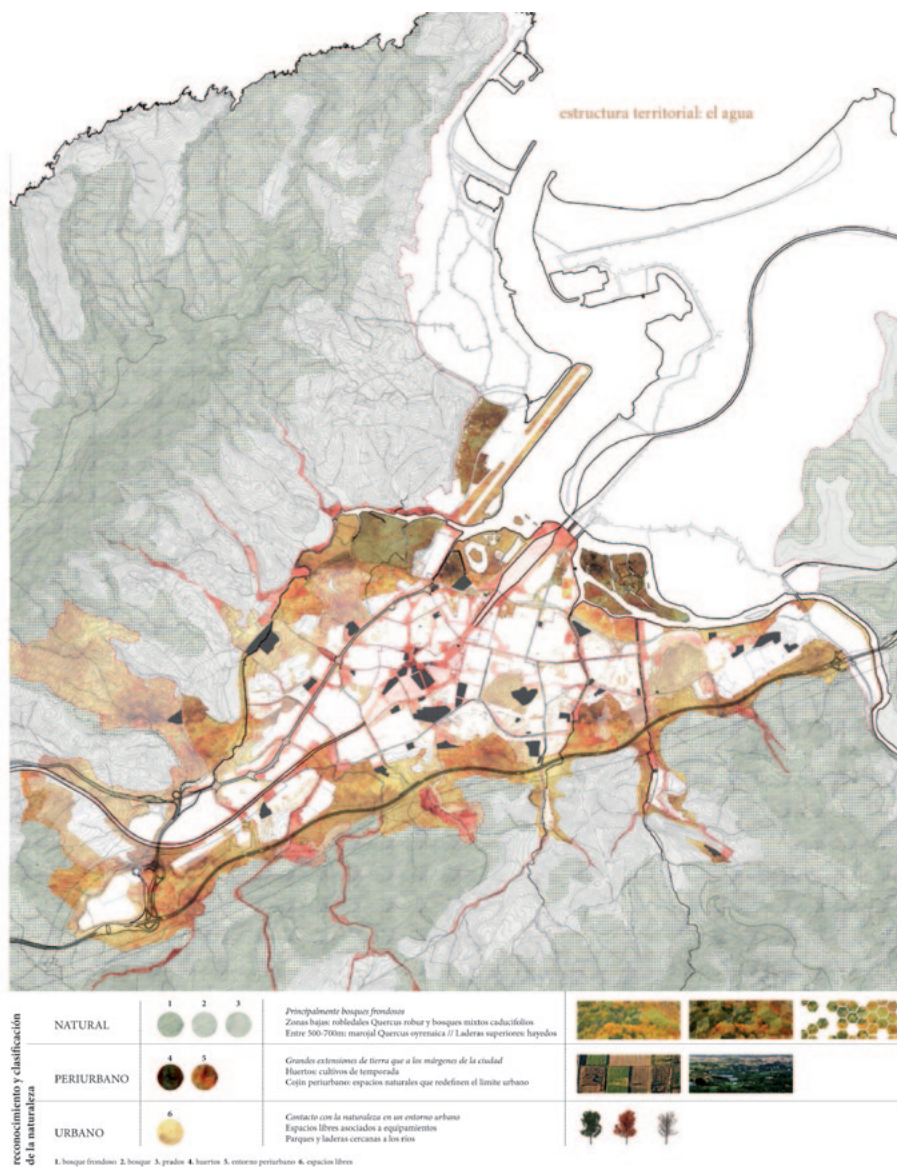 estructura territorial: el agua
reconocimiento y clasificación
de la naturaleza
NATURAL
1 2 3
Principalmente bosques frondosos
Zonas bajas: robledales Quercus robur y bosques mixtos caducifolios
Entre 500-700m: marojal Quercus oyrenaica // Laderas superiores: hayedos
PERIURBANO
4 5
Grandes extensiones de tierra que a los márgenes de la ciudad
Huertos: cultivos de temporada
Cojín periurbano: espacios naturales que redefinen el límite urbano
URBANO
6
Contacto con la naturaleza en un entorno urbano
Espacios libres asociados a equipamientos
Parques y laderas cercanas a los ríos
1. bosque frondoso 2. bosque 3. prados 4. huertos 5. entorno periurbano 6. espacios libres